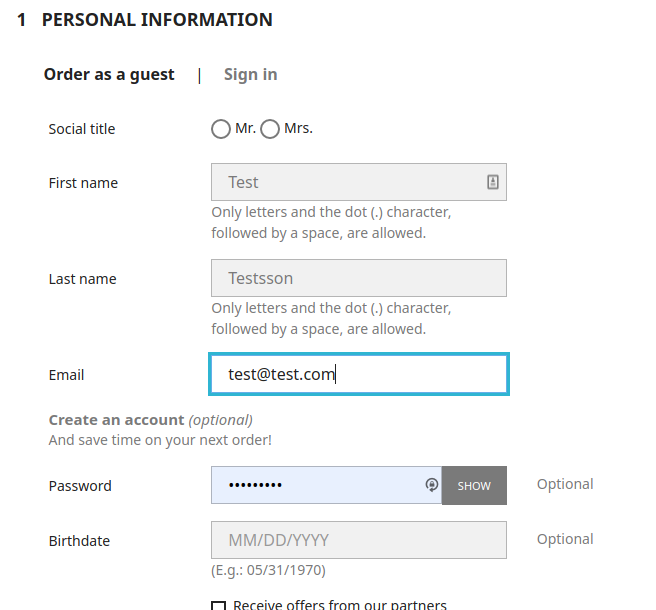 1 PERSONAL INFORMATION
Order as a guest | Sign in
Social title Mr. Mrs.
First name Test
Only letters and the dot (.) character,
followed by a space, are allowed.
Last name Testsson
Only letters and the dot (.) character,
followed by a space, are allowed.
Email test@test.com
Create an account (optional)
And save time on your next order!
Password ••••••••• SHOW Optional
Birthdate MM/DD/YYYY Optional
(E.g.: 05/31/1970)
Receive offers from our partners